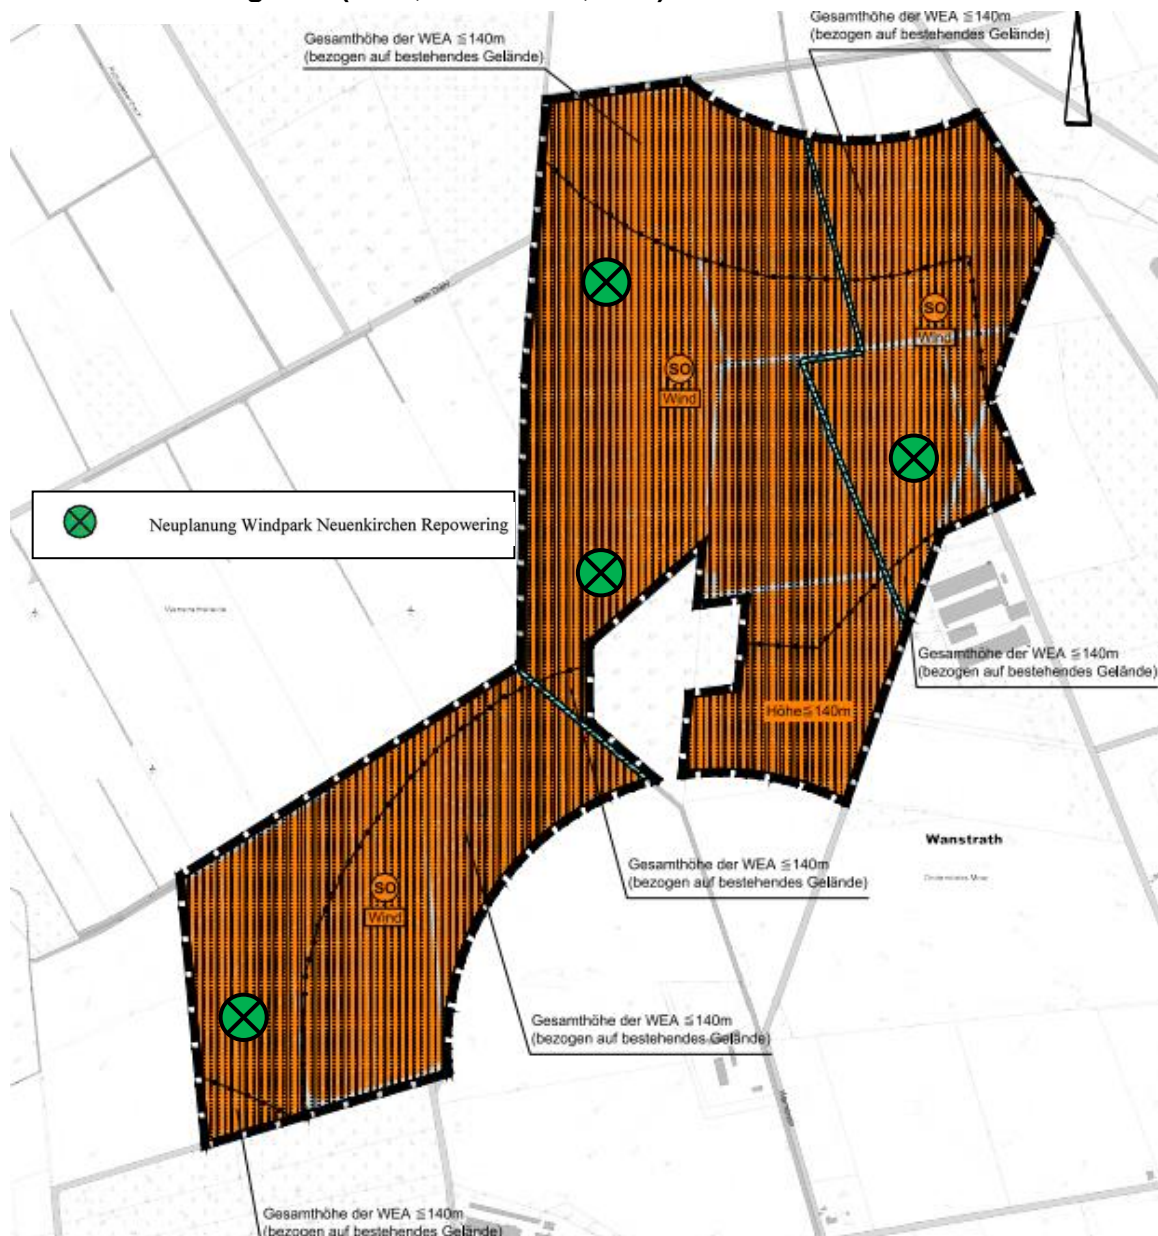 Gesamthöhe der WEA ≦140m
(bezogen auf bestehendes Gelände)
Gesamthöhe der WEA ≦140m
(bezogen auf bestehendes Gelände)
Klein Drehl
SO
Wind
SO
Wind
Neuplanung Windpark Neuenkirchen Repowering
Gesamthöhe der WEA ≦140m
(bezogen auf bestehendes Gelände)
Höhe≦140m
Wanstrath
Gesamthöhe der WEA ≦140m
(bezogen auf bestehendes Gelände)
SO
Wind
Gesamthöhe der WEA ≦140m
(bezogen auf bestehendes Gelände)
Gesamthöhe der WEA ≦140m
(bezogen auf bestehendes Gelände)